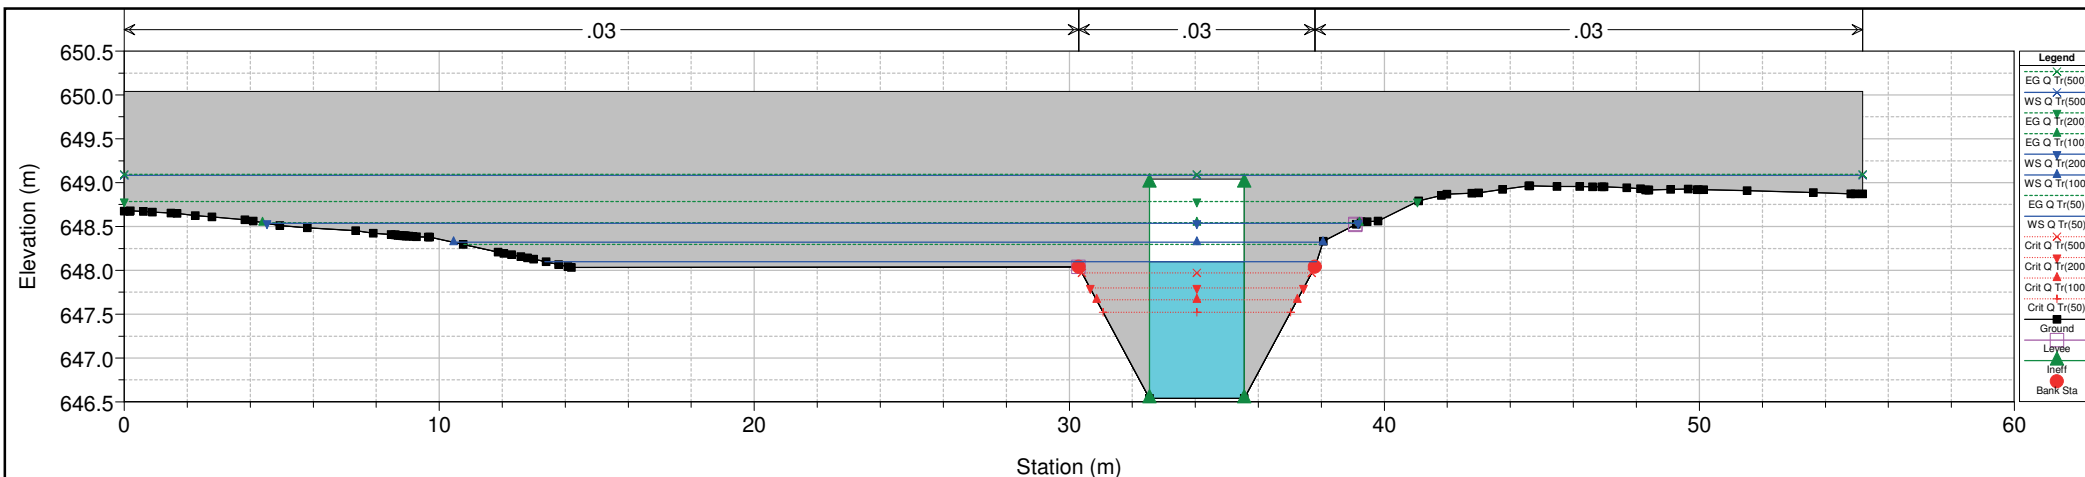 .03 .03 .03
650.5
650.0
649.5
649.0
648.5
648.0
647.5
647.0
646.5
Elevation (m)
0 10 20 30 40 50 60
Station (m)
Legend
EG Q Tr(500
WS Q Tr(500
EG Q Tr(200
EG Q Tr(100
WS Q Tr(200
WS Q Tr(100
EG Q Tr(50)
WS Q Tr(50)
Crit Q Tr(500
Crit Q Tr(200
Crit Q Tr(100
Crit Q Tr(50)
Ground
Levee
Ineff
Bank Sta